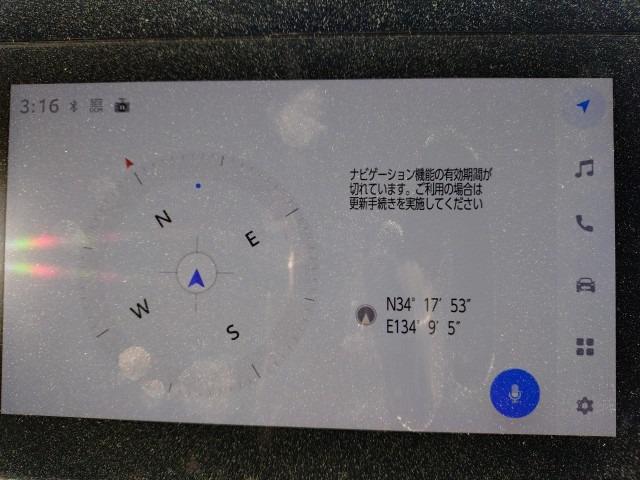 3:16
ナビゲーション機能の有効期間が
切れています。ご利用の場合は
更新手続きを実施してください
N
E
W
S
N34° 17′ 53″
E134° 9′ 5″